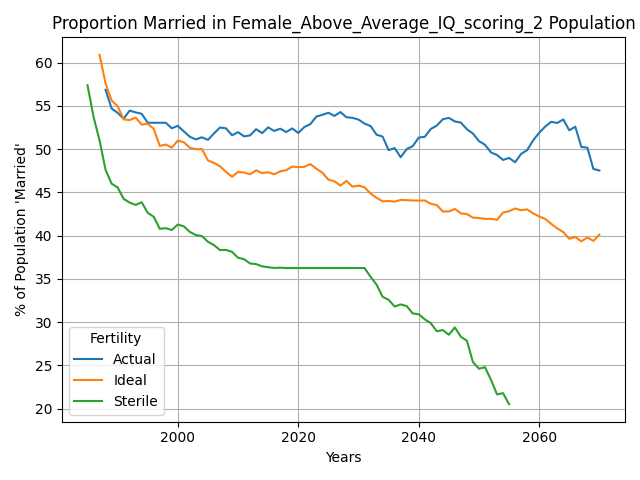 Proportion Married in Female_Above_Average_IQ_scoring_2 Population
% of Population 'Married'
60
55
50
45
40
35
30
25
20
Fertility
Actual
Ideal
Sterile
2000
2020
2040
2060
Years